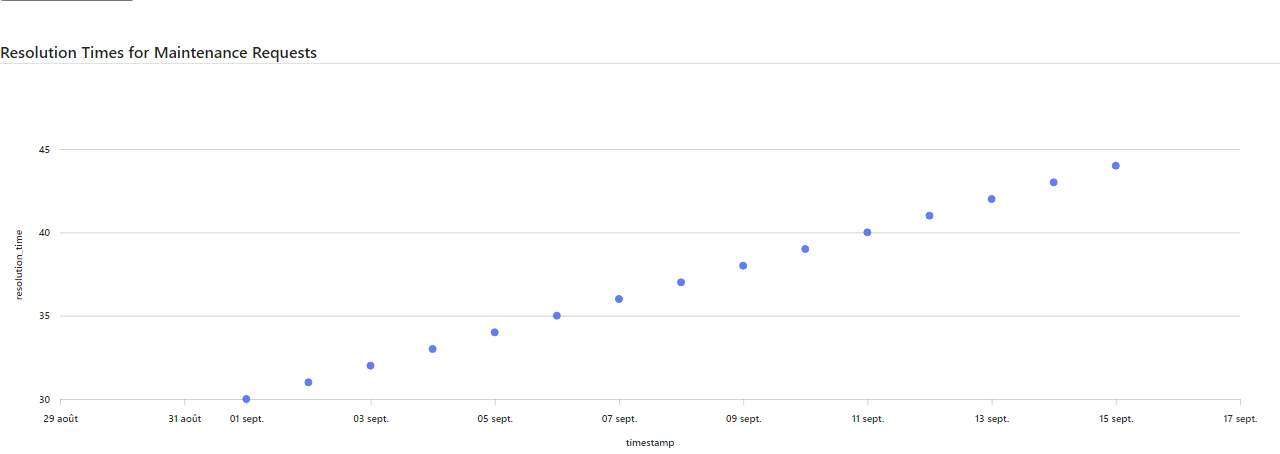 Resolution Times for Maintenance Requests
45
40
35
30
resolution_time
29 août 31 août 01 sept. 03 sept. 05 sept. 07 sept. 09 sept. 11 sept. 13 sept. 15 sept. 17 sept.
timestamp